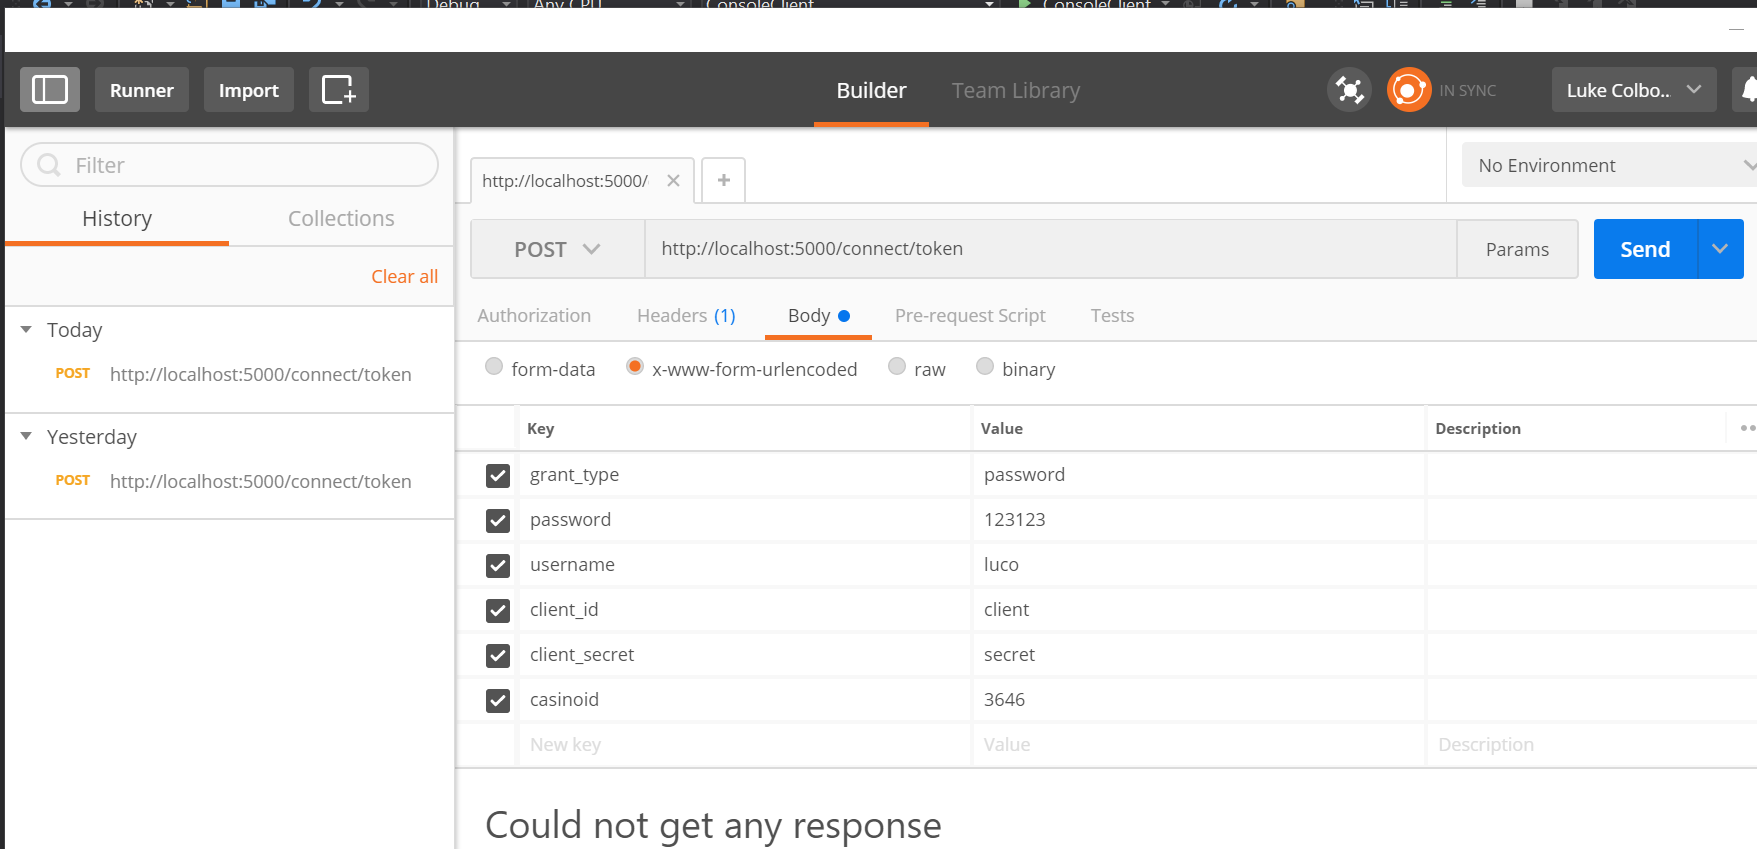 Debug Any CPU ConsoleClient ConsoleClient
Runner Import Builder Team Library IN SYNC Luke Colbo..
Filter
http://localhost:5000/
No Environment
History Collections
POST http://localhost:5000/connect/token Params Send
Clear all
Authorization Headers (1) Body Pre-request Script Tests
Today
POST http://localhost:5000/connect/token
form-data x-www-form-urlencoded raw binary
Yesterday
POST http://localhost:5000/connect/token
Key Value Description
grant_type password
password 123123
username luco
client_id client
client_secret secret
casinoid 3646
New key Value Description
Could not get any response